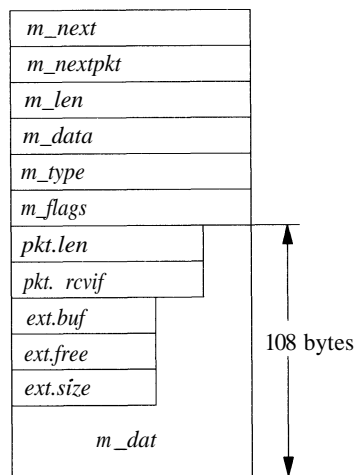 m_next
m_nextpkt
m_len
m_data
m_type
m_flags
pkt.len
pkt. rcvif
ext.buf
ext.free
ext.size
108 bytes
m_dat